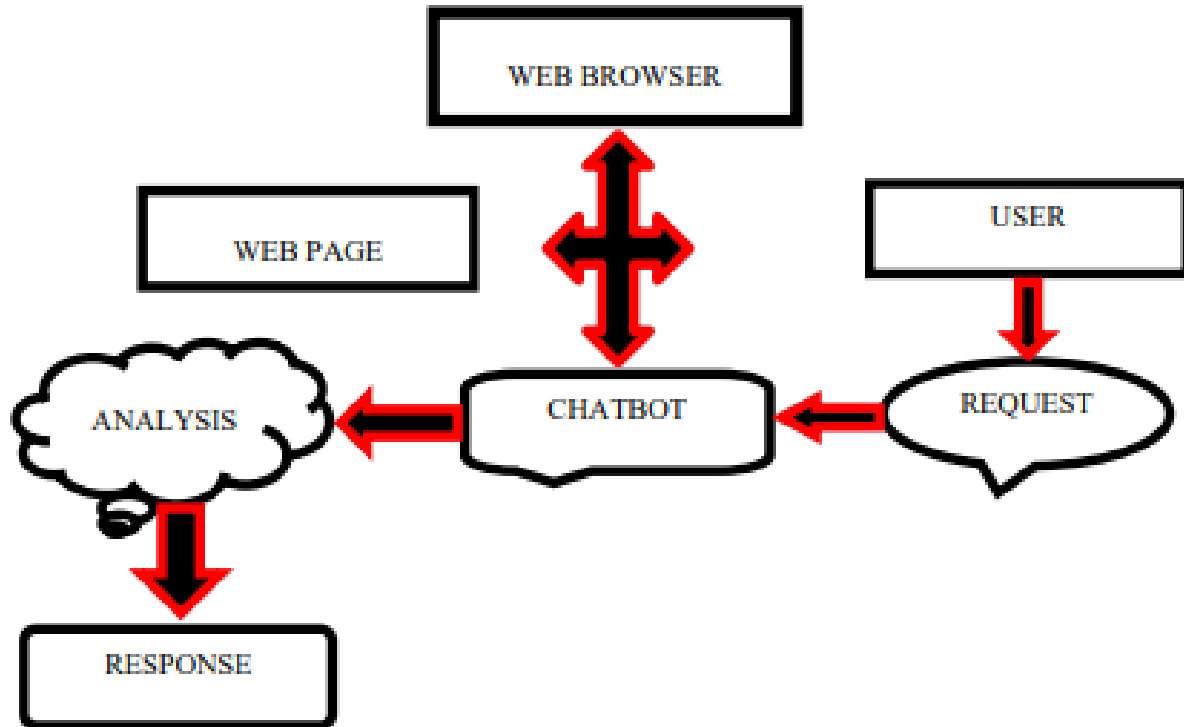 WEB BROWSER
WEB PAGE
USER
ANALYSIS
CHATBOT
REQUEST
RESPONSE